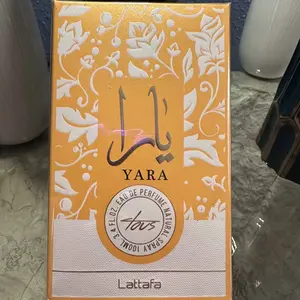 يارا
YARA
EAU DE PERFUME NATURAL SPRAY 100ML 3.4 FL.OZ.
Tous
Lattafa